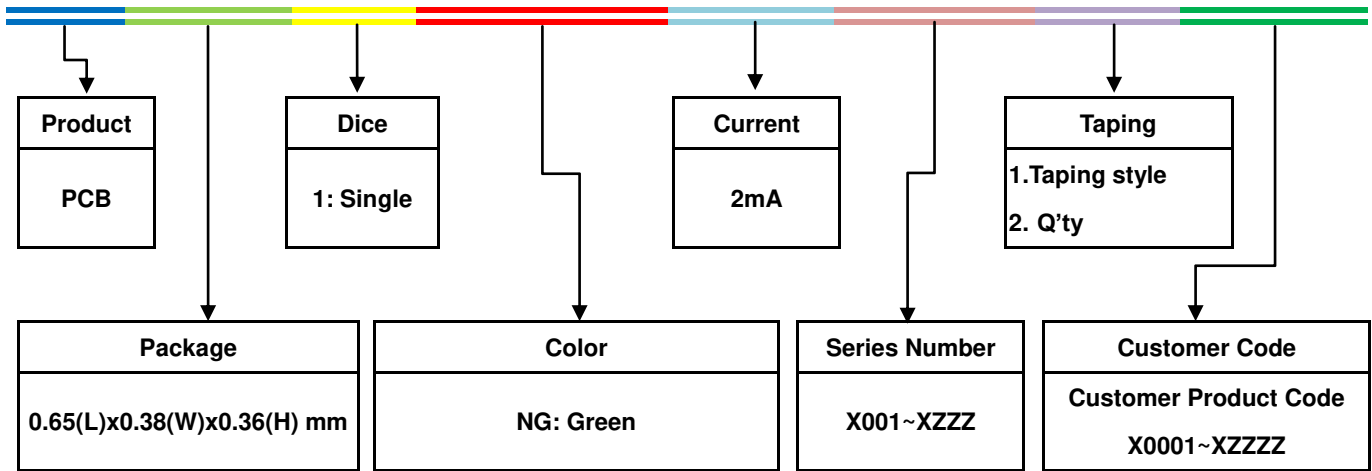 Product
PCB
Dice
1: Single
Current
2mA
Taping
1.Taping style
2. Q'ty
Package
0.65(L)x0.38(W)x0.36(H) mm
Color
NG: Green
Series Number
X001~XZZZ
Customer Code
Customer Product Code
X0001~XZZZZ